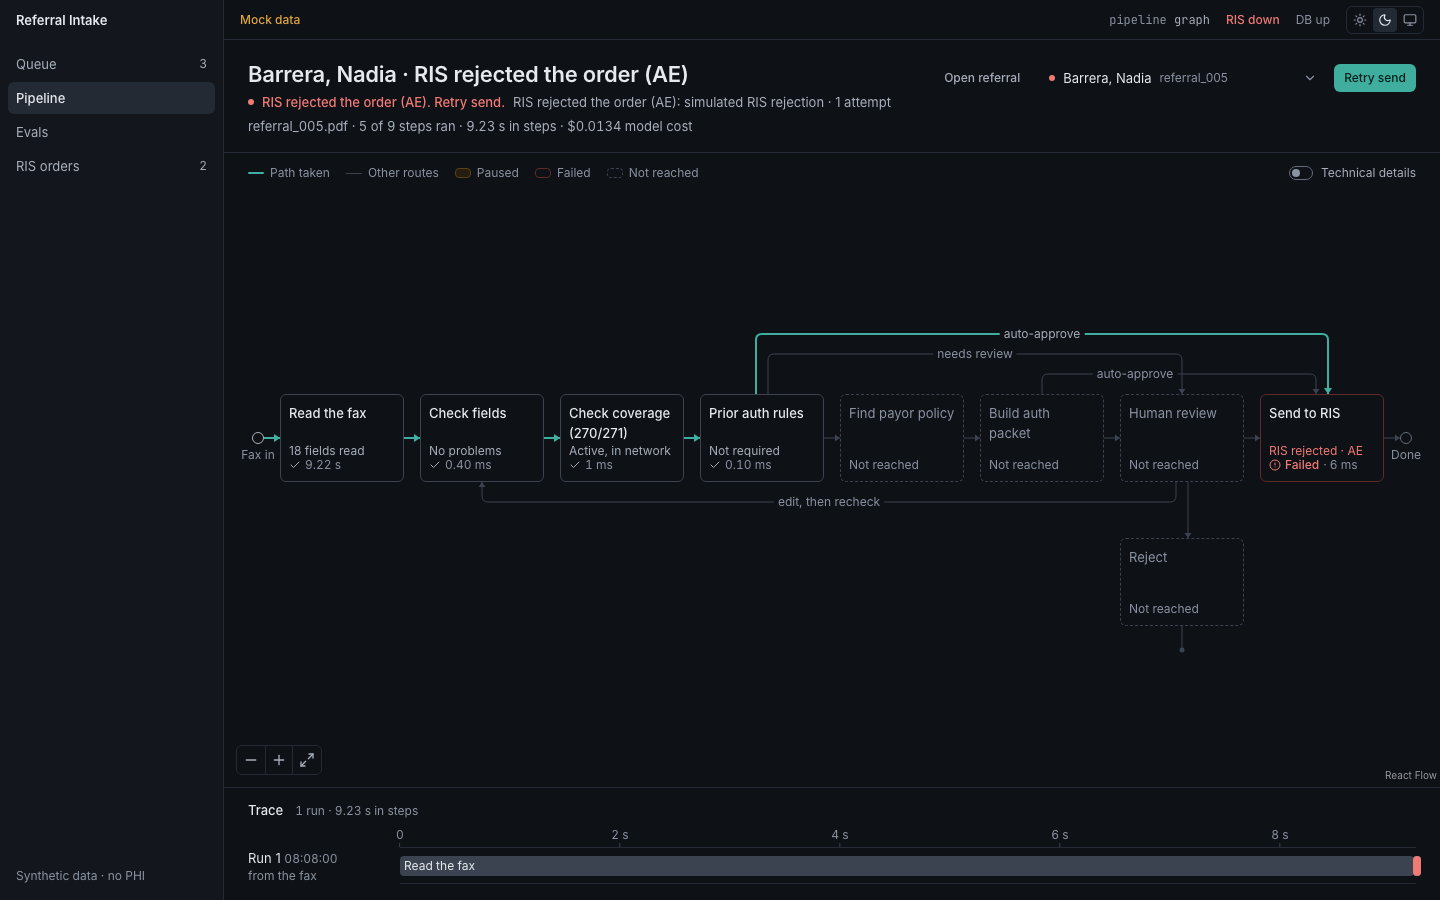 Referral Intake
Queue 3
Pipeline
Evals
RIS orders 2
Synthetic data · no PHI
Mock data
pipeline graph RIS down DB up
Barrera, Nadia · RIS rejected the order (AE)
RIS rejected the order (AE). Retry send. RIS rejected the order (AE): simulated RIS rejection · 1 attempt
referral_005.pdf · 5 of 9 steps ran · 9.23 s in steps · $0.0134 model cost
Open referral Barrera, Nadia referral_005 Retry send
Path taken Other routes Paused Failed Not reached Technical details
auto-approve
needs review
auto-approve
Fax in
Read the fax
18 fields read
9.22 s
Check fields
No problems
0.40 ms
Check coverage
(270/271)
Active, in network
1 ms
Prior auth rules
Not required
0.10 ms
Find payor policy
Not reached
Build auth
packet
Not reached
Human review
Not reached
Send to RIS
RIS rejected · AE
Failed · 6 ms
Done
edit, then recheck
Reject
Not reached
React Flow
Trace 1 run · 9.23 s in steps
0 2 s 4 s 6 s 8 s
Run 1 08:08:00
from the fax
Read the fax